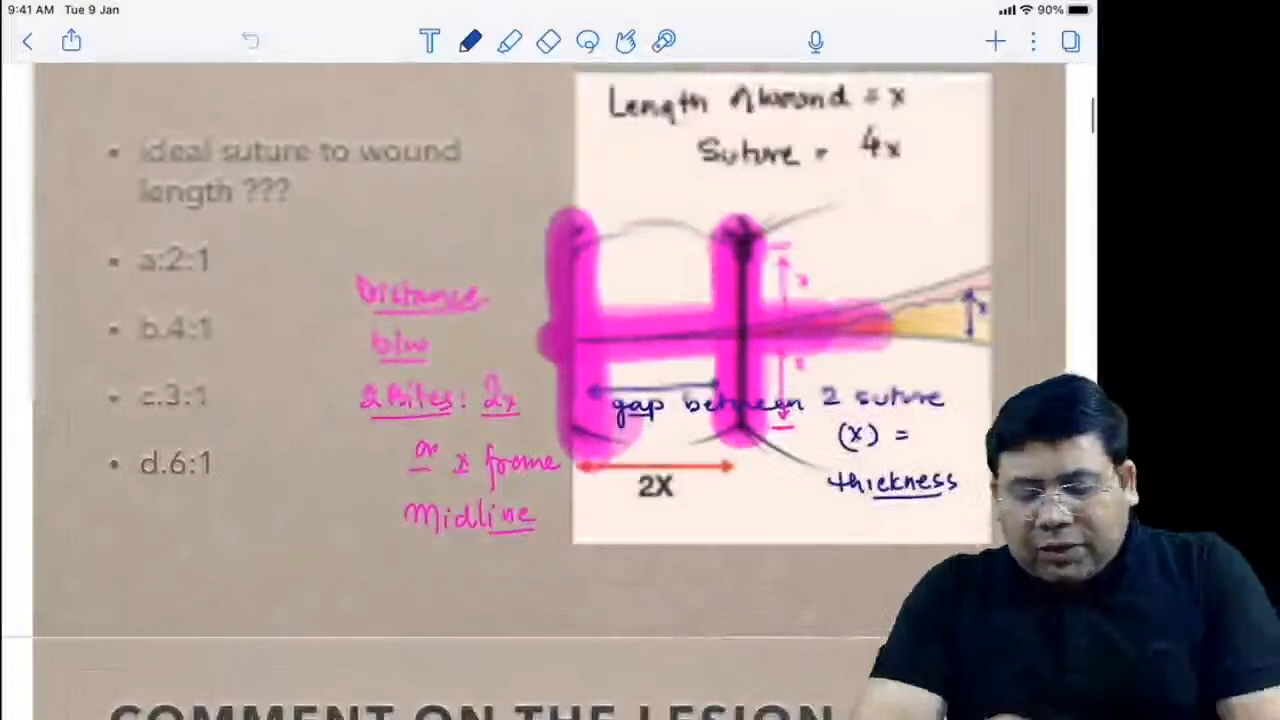 9:41 AM Tue 9 Jan
90%
T
Length of wound = x
Suture = 4x
• ideal suture to wound
length ???
• a:2:1
• b.4:1
• c.3:1
• d.6:1
Distance
b/w
2 Bites: 2x
or x from
Midline
x
x
x
gap between 2 suture
(x) =
thickness
2X
COMMENT ON THE LESION